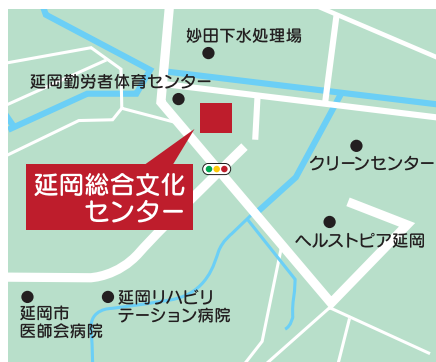 妙田下水処理場
延岡勤労者体育センター
クリーンセンター
延岡総合文化
センター
ヘルストピア延岡
延岡市
医師会病院
延岡リハビリ
テーション病院